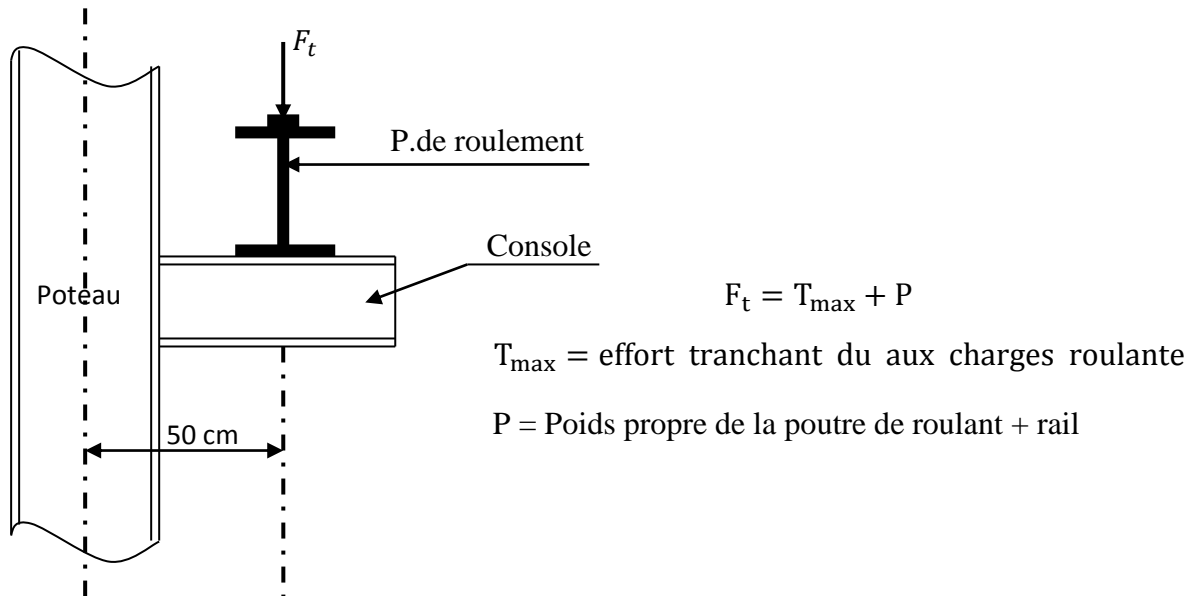 F_t
P.de roulement
Console
Poteau
F_t = T_max + P
T_max = effort tranchant du aux charges roulante
P = Poids propre de la poutre de roulant + rail
50 cm